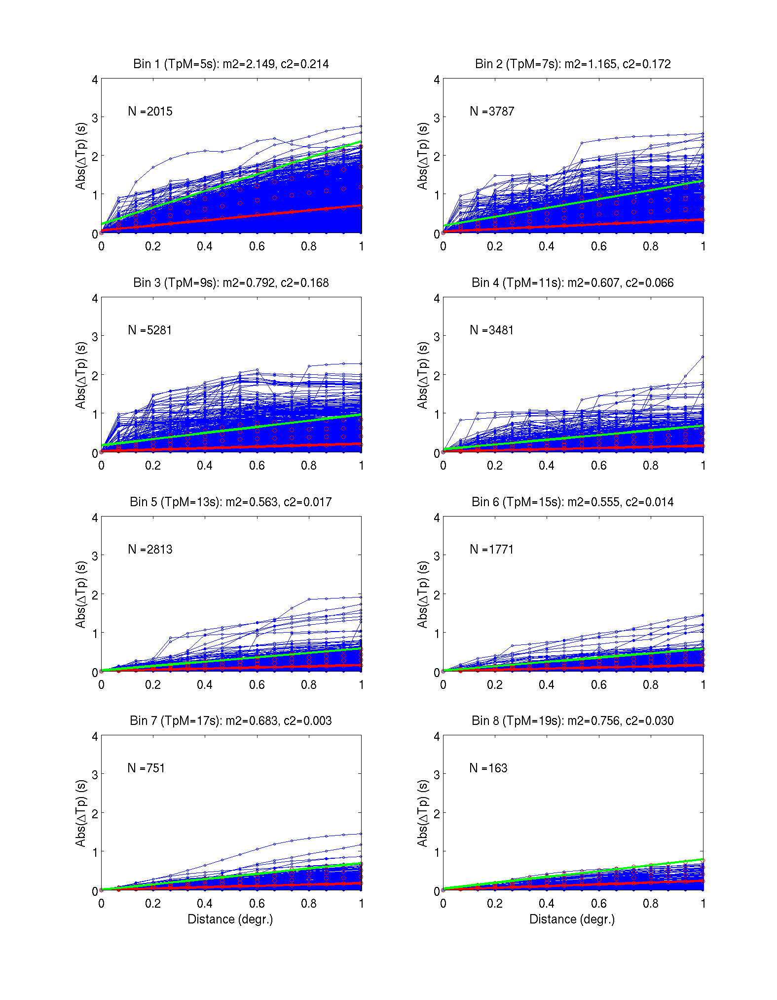 Bin 1 (TpM=5s): m2=2.149, c2=0.214
4
3
2
1
0
Abs(ΔTp) (s)
N =2015
0 0.2 0.4 0.6 0.8 1
Bin 2 (TpM=7s): m2=1.165, c2=0.172
4
3
2
1
0
Abs(ΔTp) (s)
N =3787
0 0.2 0.4 0.6 0.8 1
Bin 3 (TpM=9s): m2=0.792, c2=0.168
4
3
2
1
0
Abs(ΔTp) (s)
N =5281
0 0.2 0.4 0.6 0.8 1
Bin 4 (TpM=11s): m2=0.607, c2=0.066
4
3
2
1
0
Abs(ΔTp) (s)
N =3481
0 0.2 0.4 0.6 0.8 1
Bin 5 (TpM=13s): m2=0.563, c2=0.017
4
3
2
1
0
Abs(ΔTp) (s)
N =2813
0 0.2 0.4 0.6 0.8 1
Bin 6 (TpM=15s): m2=0.555, c2=0.014
4
3
2
1
0
Abs(ΔTp) (s)
N =1771
0 0.2 0.4 0.6 0.8 1
Bin 7 (TpM=17s): m2=0.683, c2=0.003
4
3
2
1
0
Abs(ΔTp) (s)
N =751
0 0.2 0.4 0.6 0.8 1
Distance (degr.)
Bin 8 (TpM=19s): m2=0.756, c2=0.030
4
3
2
1
0
Abs(ΔTp) (s)
N =163
0 0.2 0.4 0.6 0.8 1
Distance (degr.)